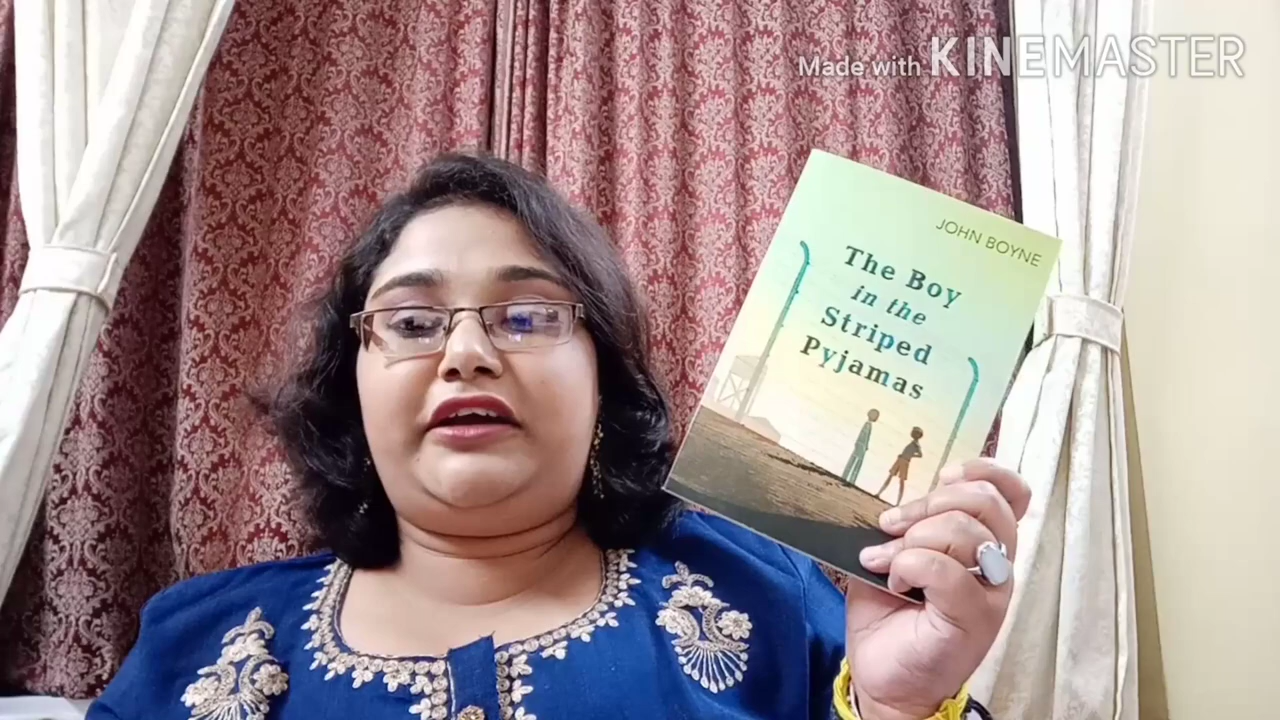 Made with KINEMASTER
JOHN BOYNE
The Boy
in the
Striped
Pyjamas